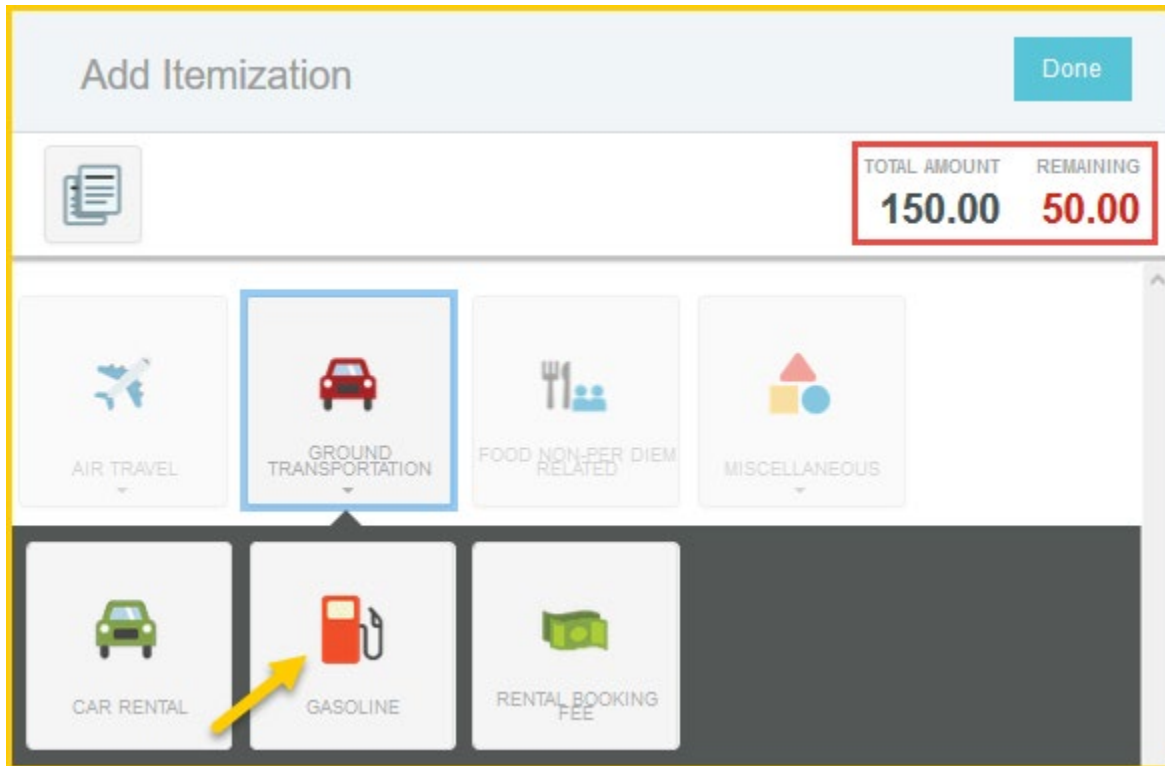 Add Itemization
Done
TOTAL AMOUNT REMAINING
150.00 50.00
AIR TRAVEL
GROUND
TRANSPORTATION
FOOD NON-PER DIEM
RELATED
MISCELLANEOUS
CAR RENTAL
GASOLINE
RENTAL BOOKING
FEE